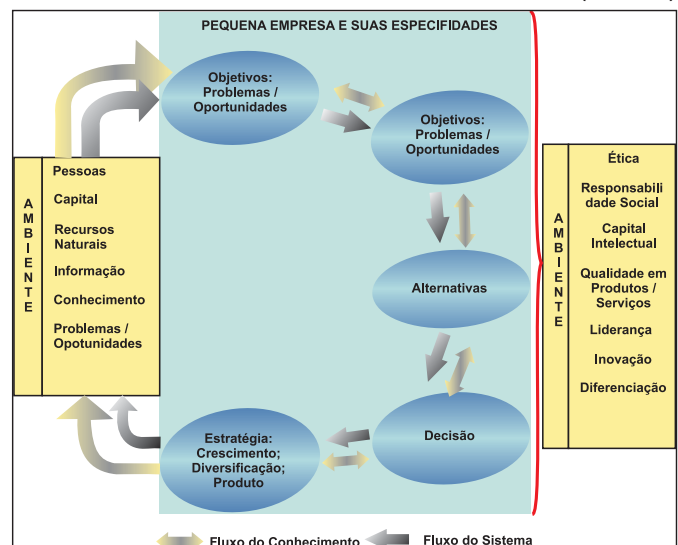 PEQUENA EMPRESA E SUAS ESPECIFIDADES
Objetivos:
Problemas /
Oportunidades
Objetivos:
Problemas /
Oportunidades
Alternativas
Decisão
Estratégia:
Crescimento;
Diversificação;
Produto
AMBIENTE
Pessoas
Capital
Recursos
Naturais
Informação
Conhecimento
Problemas /
Opotunidades
AMBIENTE
Ética
Responsabili
dade Social
Capital
Intelectual
Qualidade em
Produtos /
Serviços
Liderança
Inovação
Diferenciação
Fluxo do Conhecimento
Fluxo do Sistema